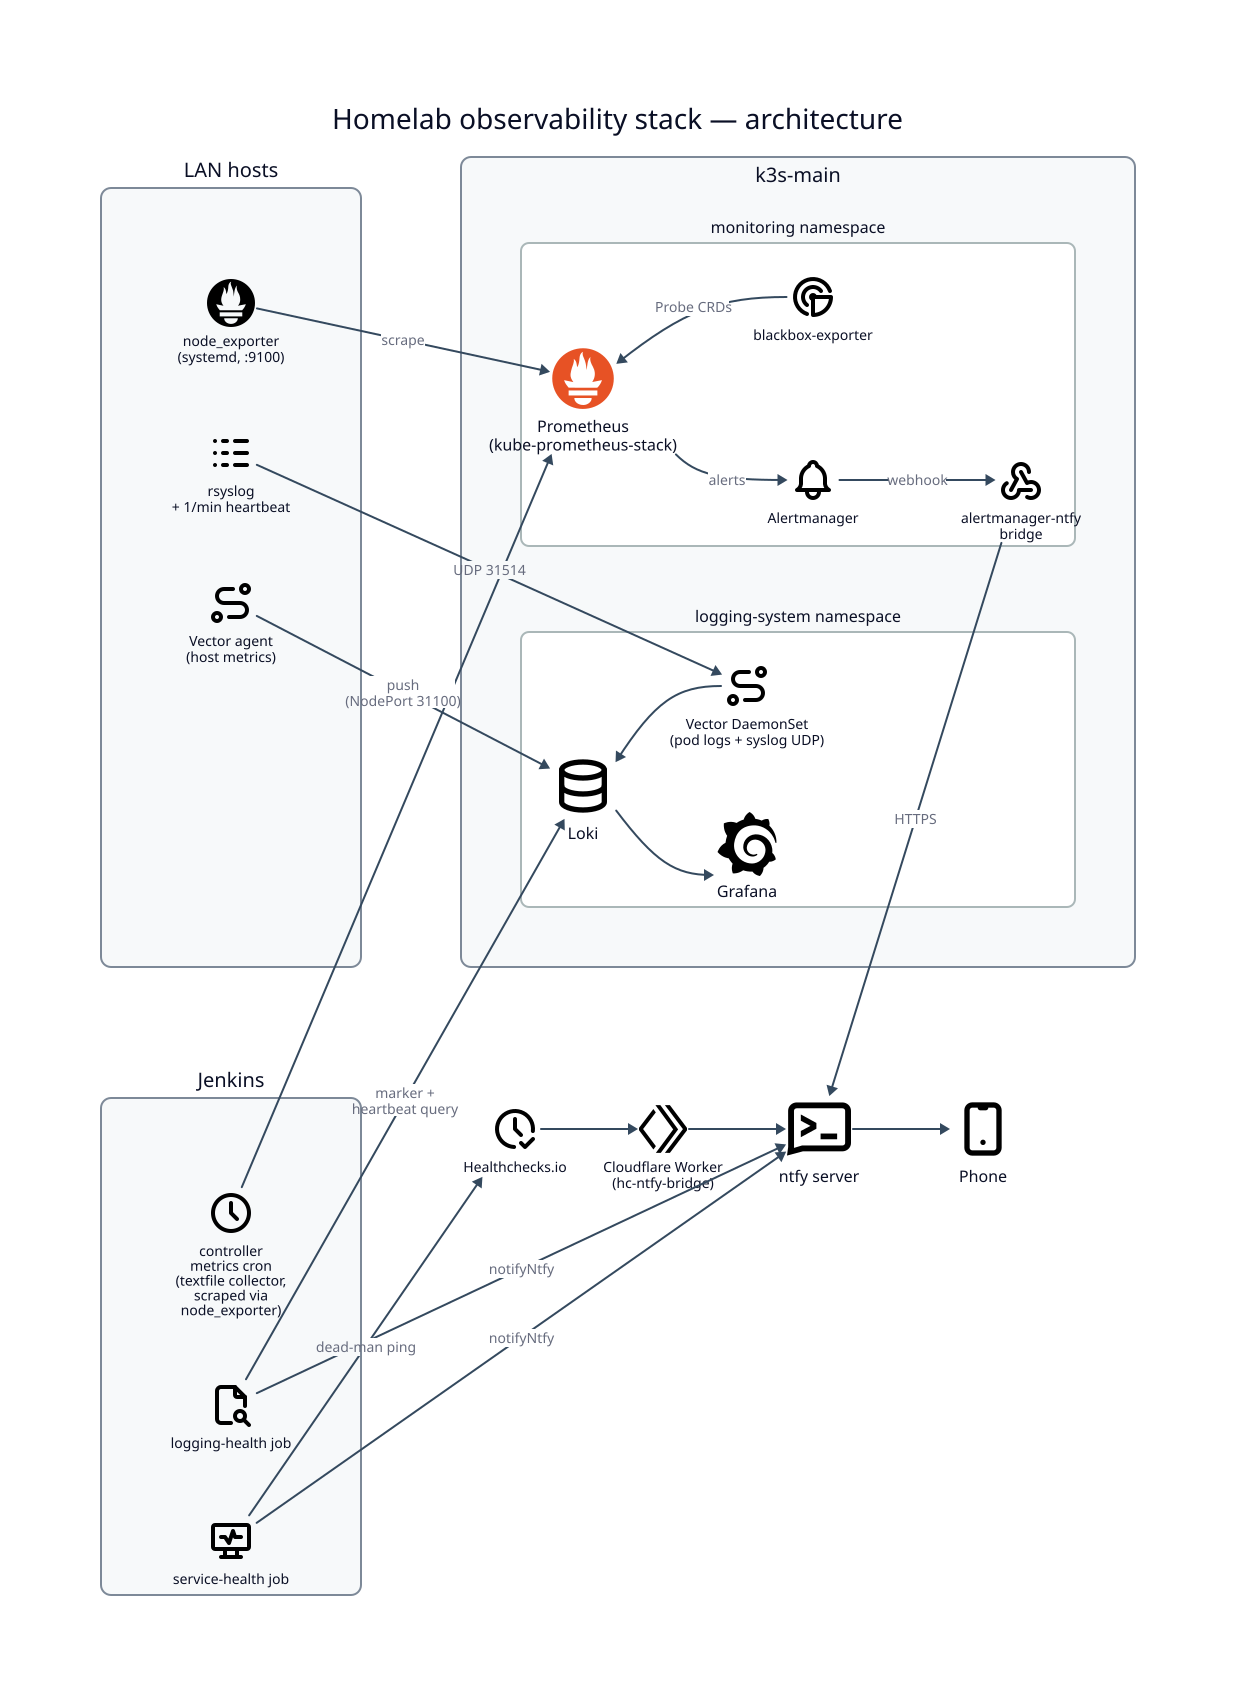 Homelab observability stack — architecture
LAN hosts
k3s-main
monitoring namespace
node_exporter
(systemd, :9100)
scrape
Probe CRDs
blackbox-exporter
Prometheus
(kube-prometheus-stack)
rsyslog
+ 1/min heartbeat
alerts
Alertmanager
webhook
alertmanager-ntfy
bridge
UDP 31514
Vector agent
(host metrics)
push
(NodePort 31100)
logging-system namespace
Vector DaemonSet
(pod logs + syslog UDP)
Loki
Grafana
HTTPS
Jenkins
marker +
heartbeat query
Healthchecks.io
Cloudflare Worker
(hc-ntfy-bridge)
ntfy server
Phone
controller
metrics cron
(textfile collector,
scraped via
node_exporter)
notifyNtfy
dead-man ping
notifyNtfy
logging-health job
service-health job